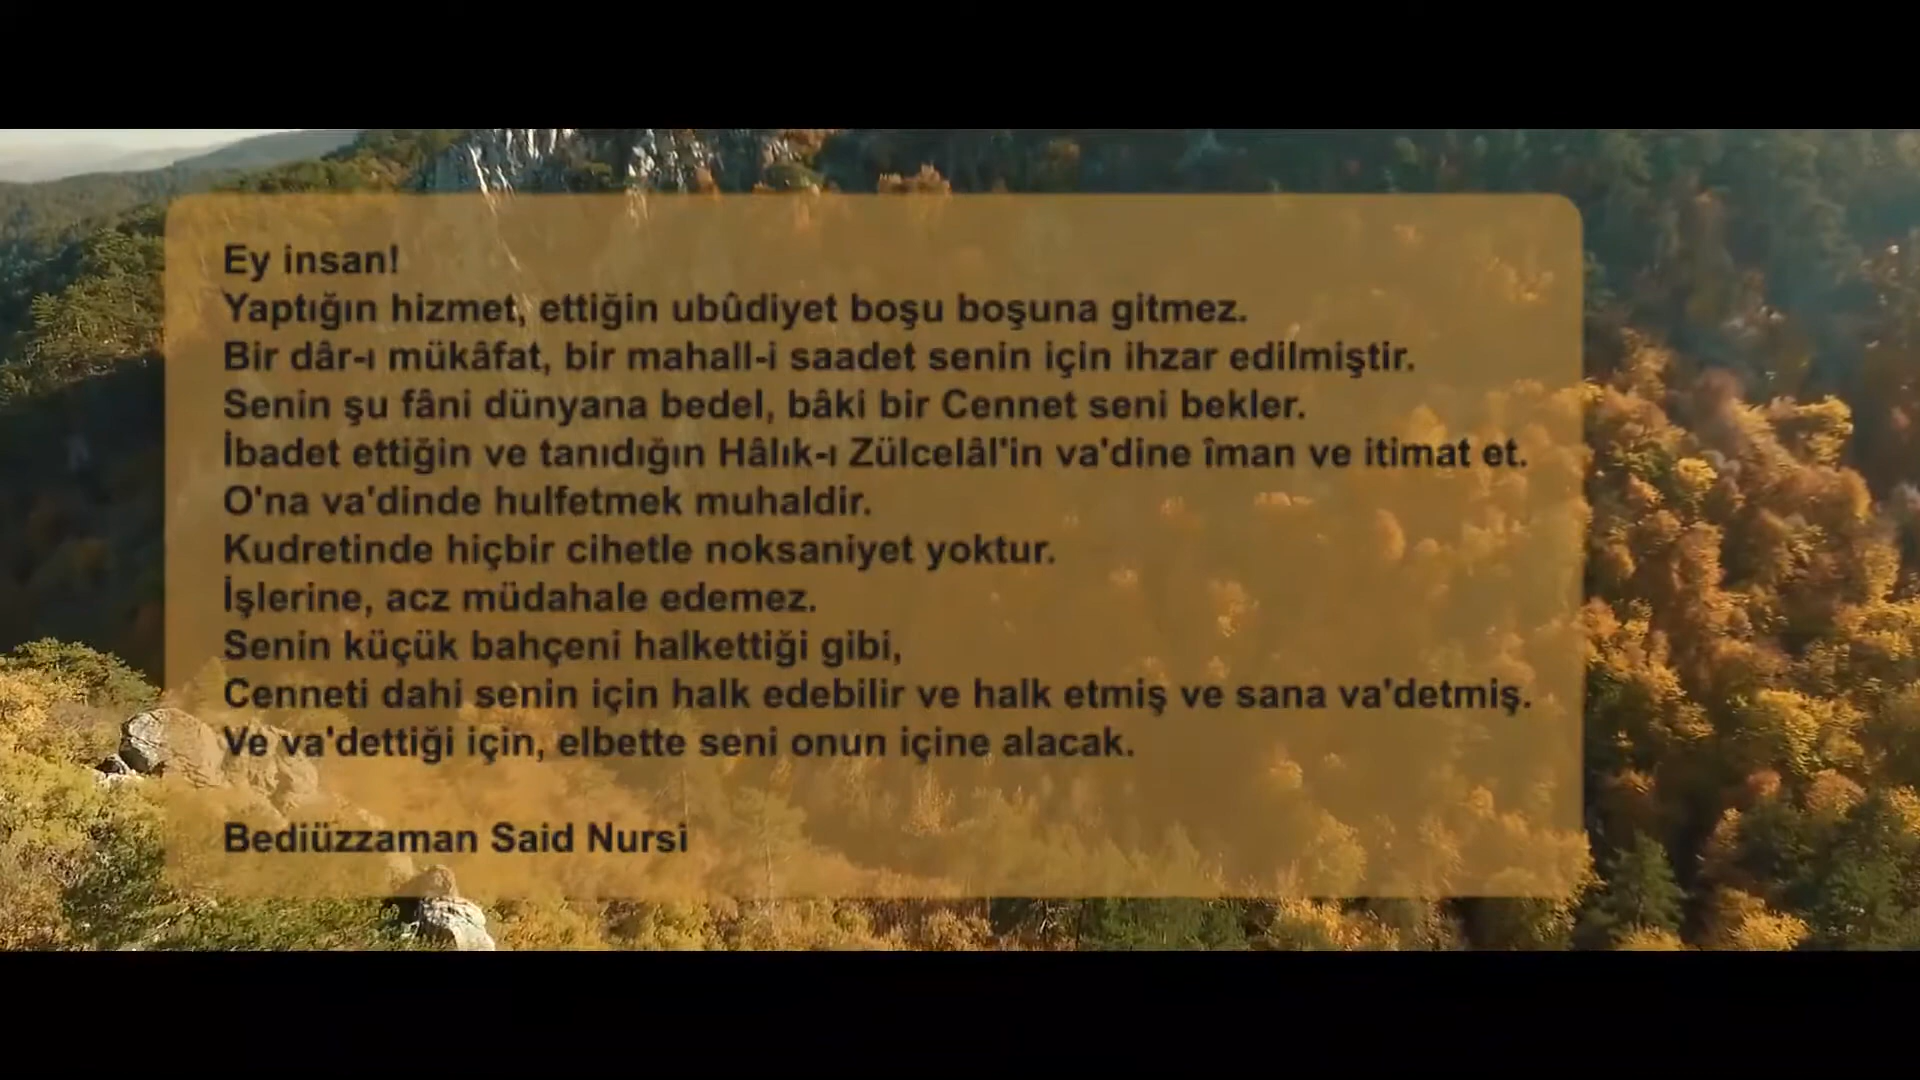 Ey insan!
Yaptığın hizmet, ettiğin ubûdiyet boşu boşuna gitmez.
Bir dâr-ı mükâfat, bir mahall-i saadet senin için ihzar edilmiştir.
Senin şu fâni dünyana bedel, bâki bir Cennet seni bekler.
İbadet ettiğin ve tanıdığın Hâlık-ı Zülcelâl'in va'dine îman ve itimat et.
O'na va'dinde hulfetmek muhaldir.
Kudretinde hiçbir cihetle noksaniyet yoktur.
İşlerine, acz müdahale edemez.
Senin küçük bahçeni halkettiği gibi,
Cenneti dahi senin için halk edebilir ve halk etmiş ve sana va'detmiş.
Ve va'dettiği için, elbette seni onun içine alacak.
Bediüzzaman Said Nursi